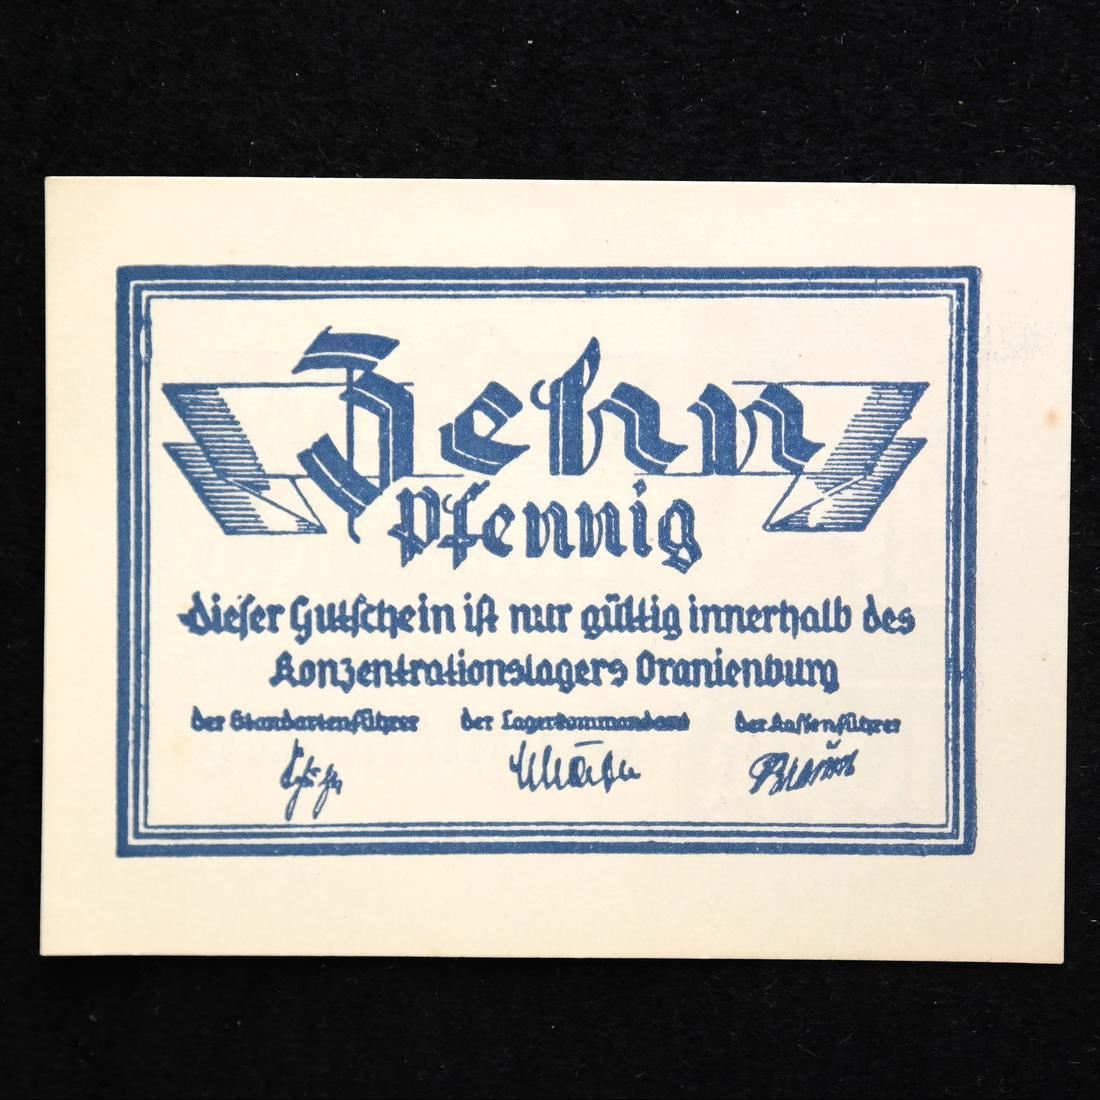 Zehn
Pfennig
dieser Gutschein ist nur gültig innerhalb des
Konzentrationslagers Oranienburg
der Standartenführer der Lagerkommandant der Kassenführer